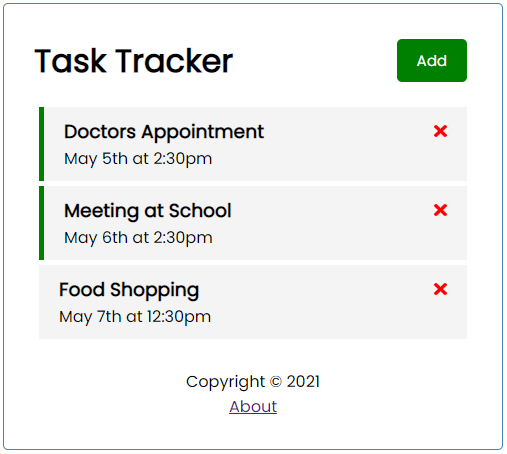 Task Tracker
Add
Doctors Appointment
May 5th at 2:30pm
Meeting at School
May 6th at 2:30pm
Food Shopping
May 7th at 12:30pm
Copyright © 2021
About